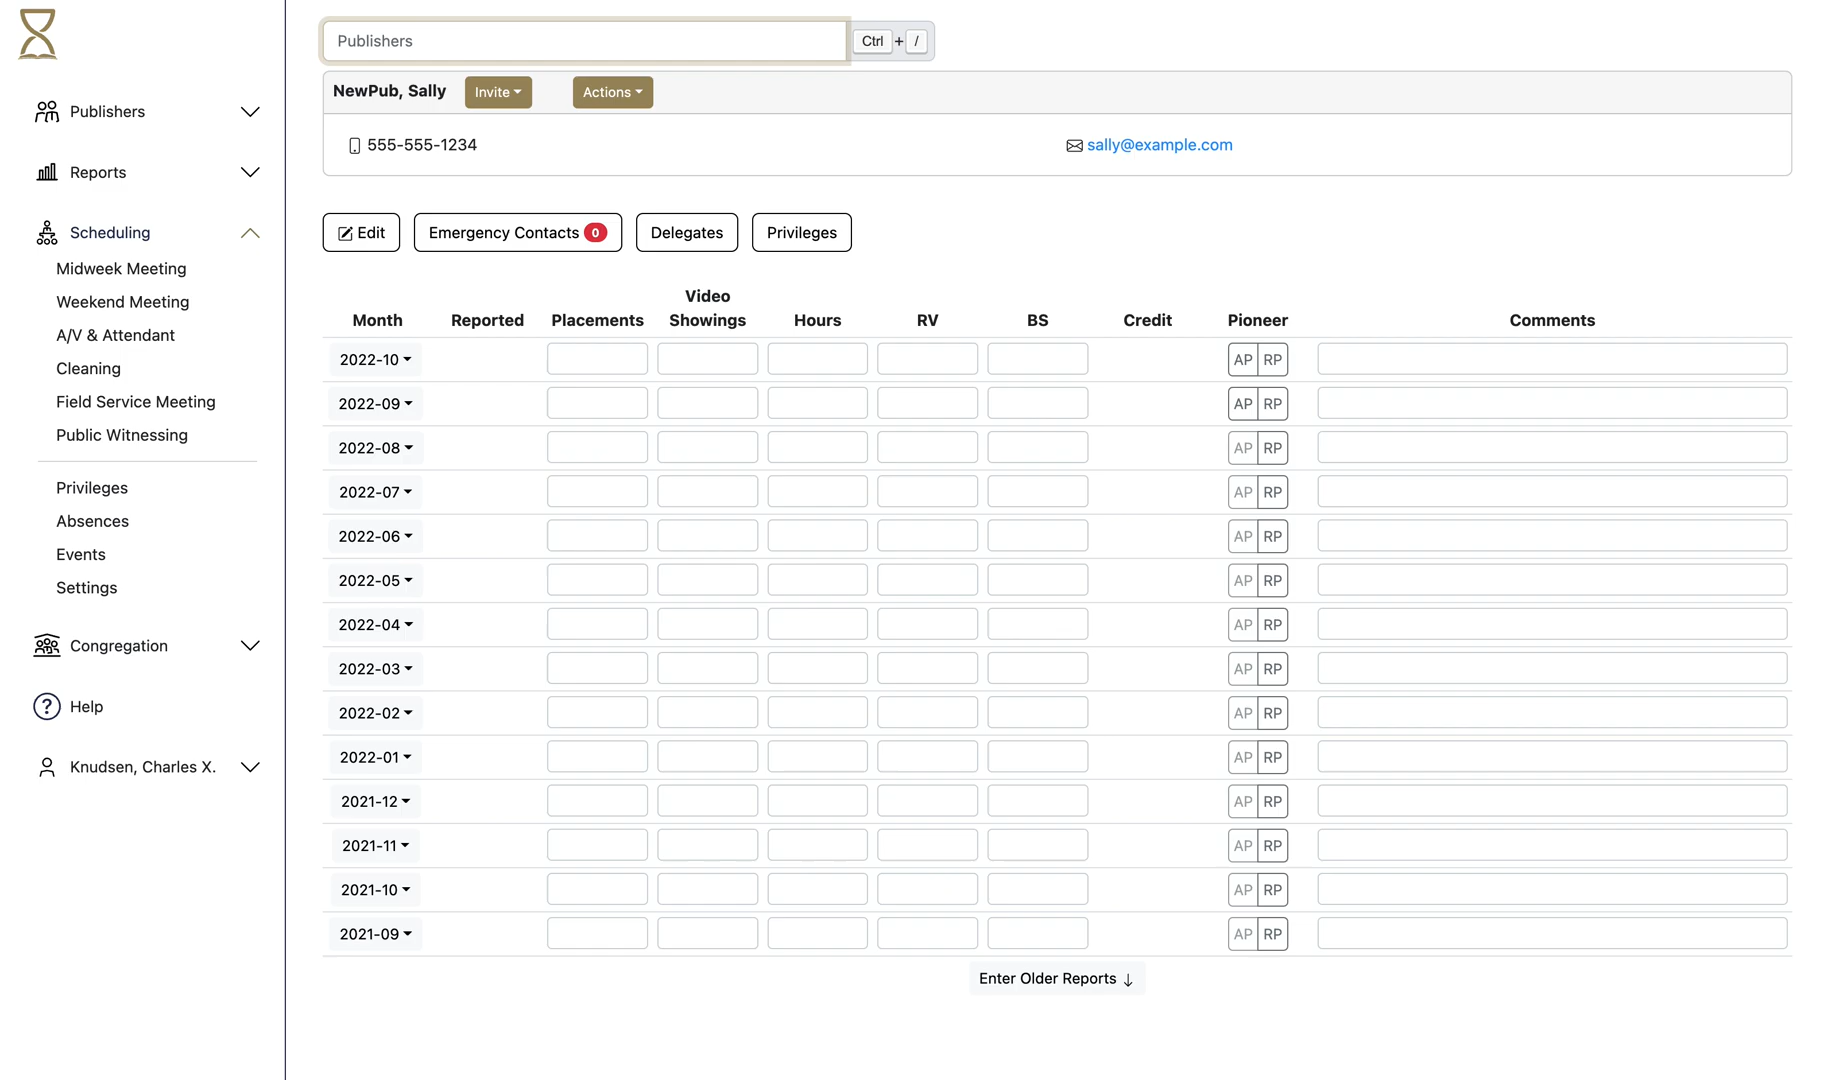 Publishers
Ctrl + /
NewPub, Sally Invite Actions
555-555-1234 sally@example.com
Publishers
Reports
Scheduling
Midweek Meeting
Weekend Meeting
A/V & Attendant
Cleaning
Field Service Meeting
Public Witnessing
Privileges
Absences
Events
Settings
Congregation
? Help
Knudsen, Charles X.
Edit Emergency Contacts 0 Delegates Privileges
Month Reported Placements Video Showings Hours RV BS Credit Pioneer Comments
2022-10 AP RP
2022-09 AP RP
2022-08 AP RP
2022-07 AP RP
2022-06 AP RP
2022-05 AP RP
2022-04 AP RP
2022-03 AP RP
2022-02 AP RP
2022-01 AP RP
2021-12 AP RP
2021-11 AP RP
2021-10 AP RP
2021-09 AP RP
Enter Older Reports ↓